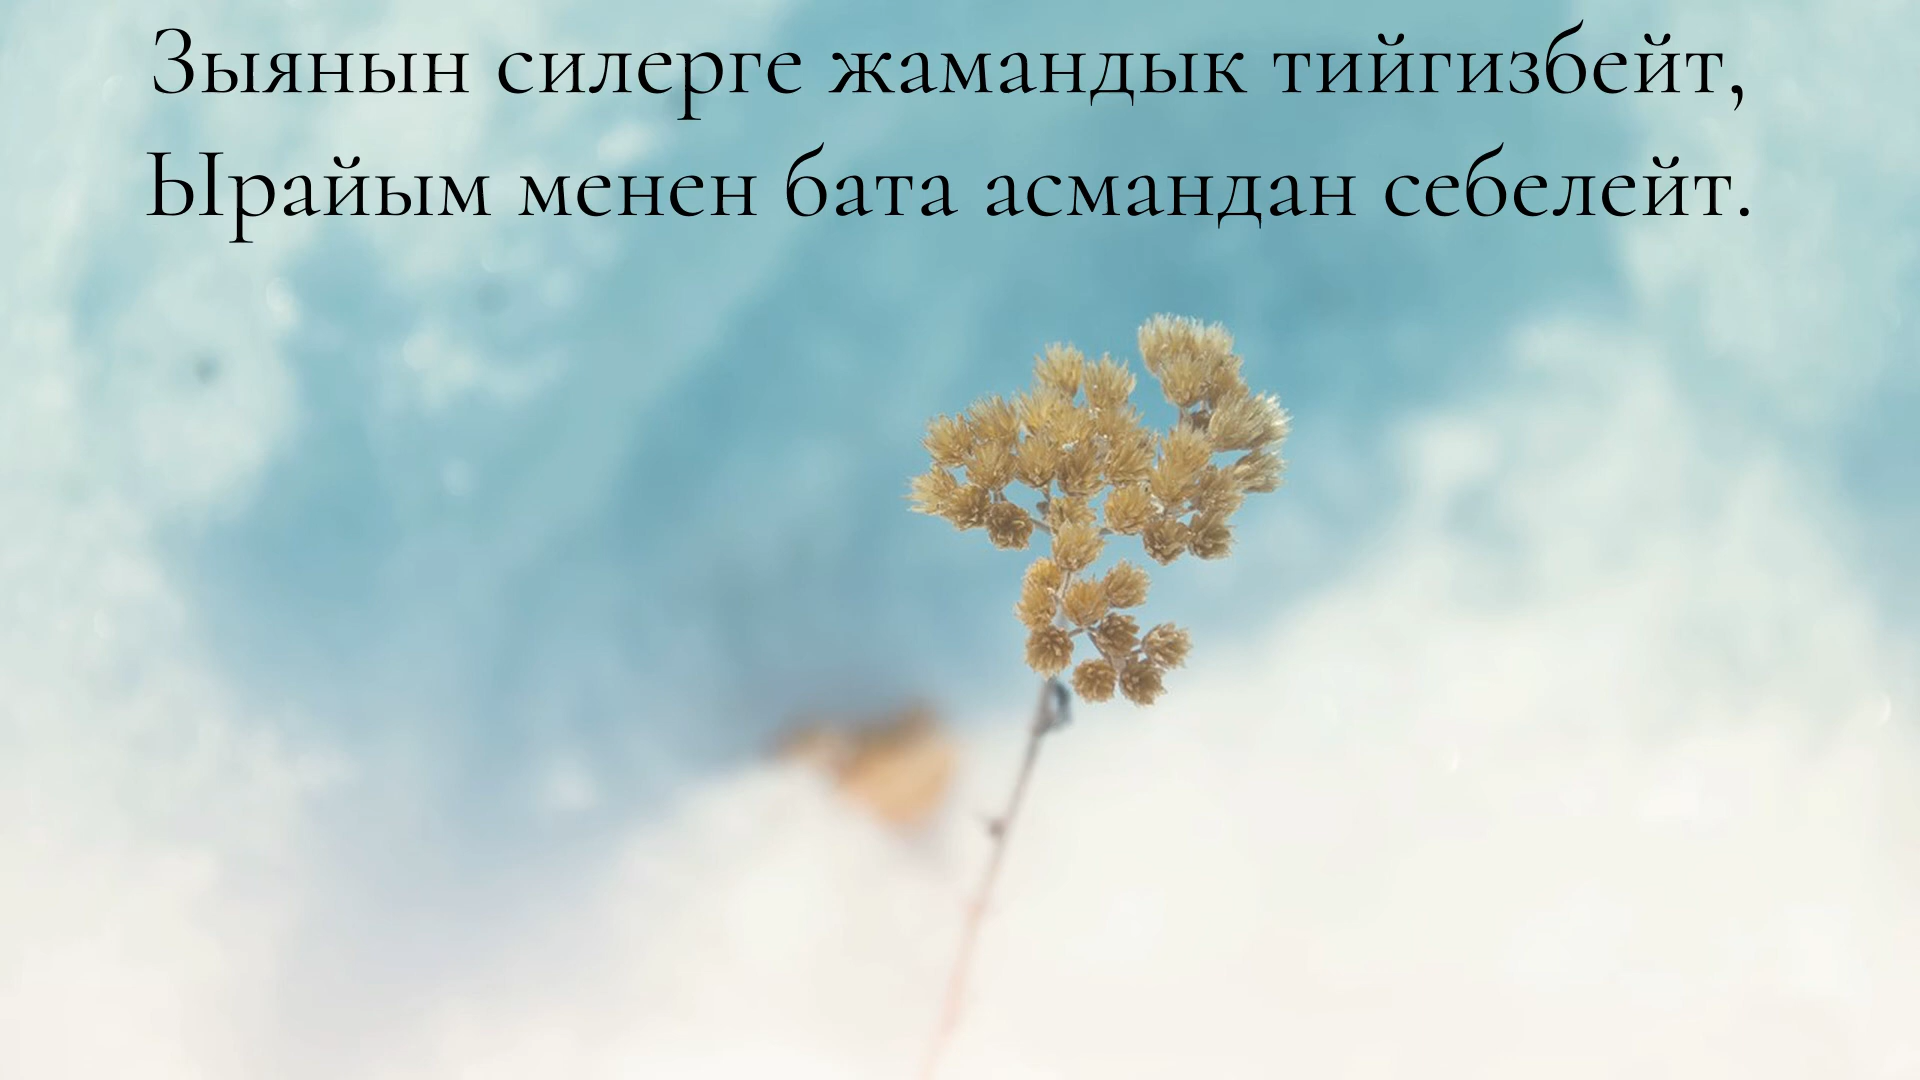 Зыянын силерге жамандык тийгизбейт,
Ырайым менен бата асмандан себелейт.